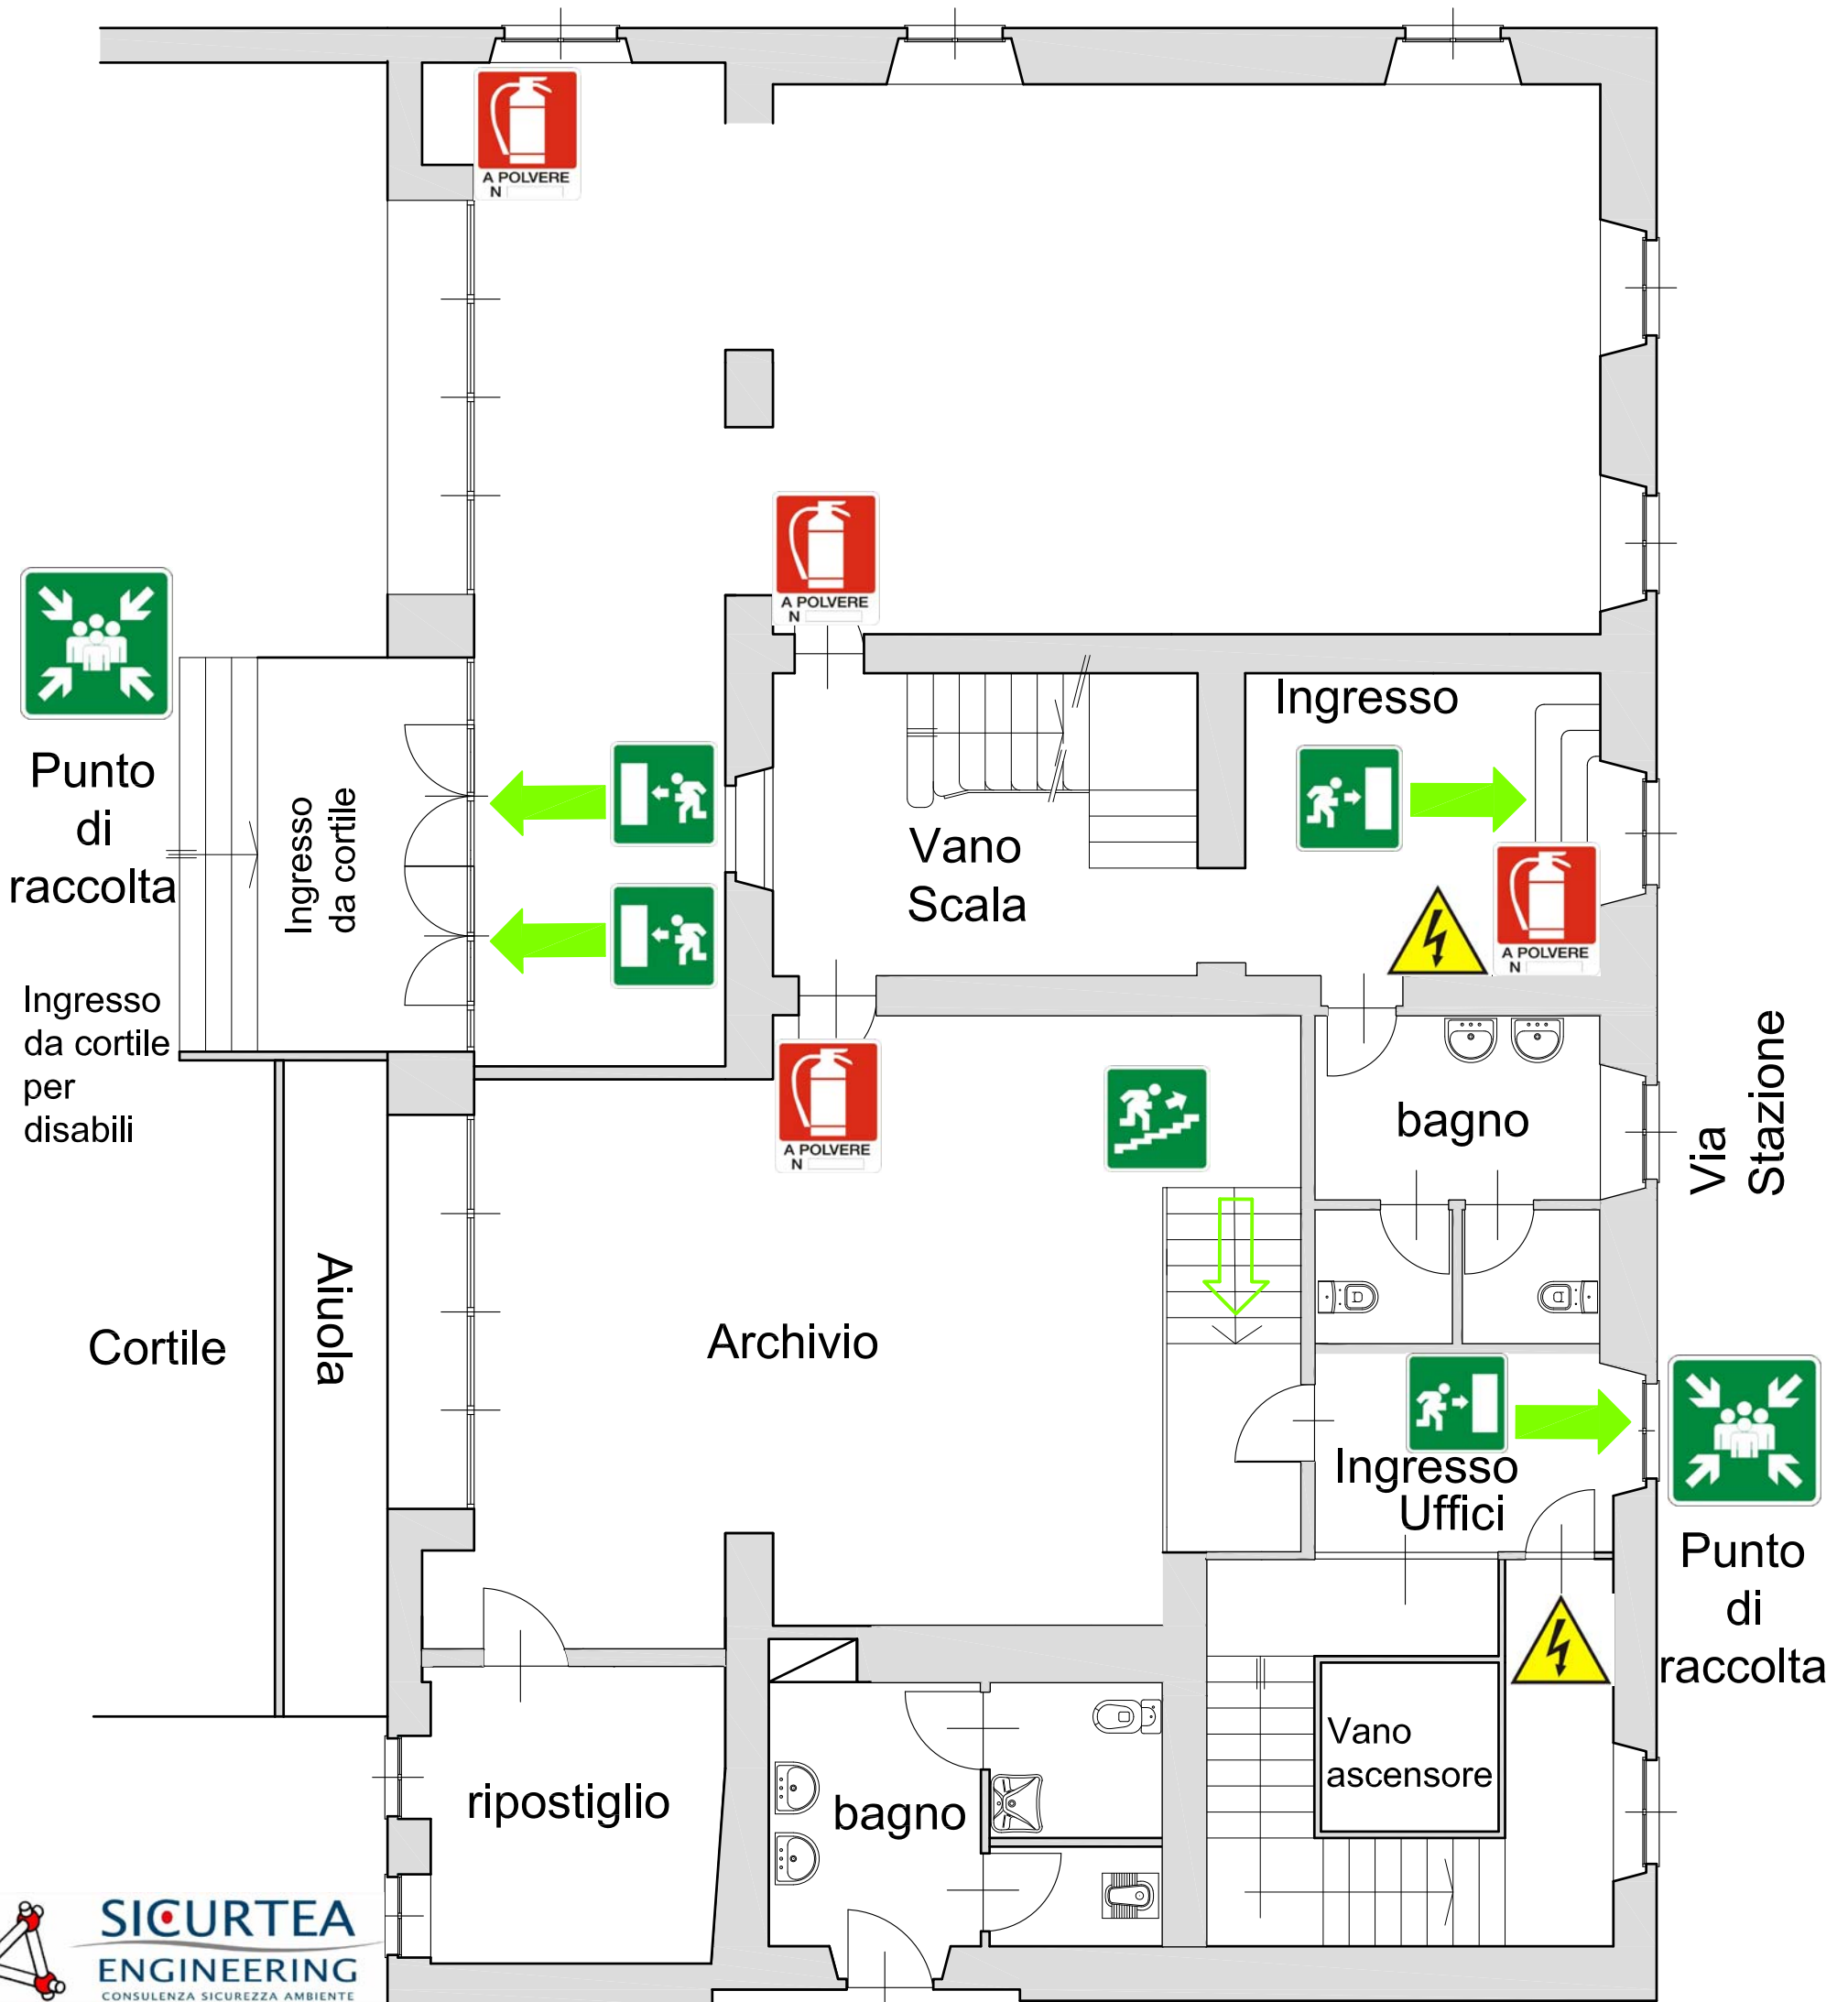 A POLVERE
N
A POLVERE
N
Punto
di
raccolta
Ingresso
da cortile
Ingresso
da cortile
per
disabili
Vano
Scala
Ingresso
A POLVERE
N
A POLVERE
N
bagno
Via
Stazione
Cortile
Aiuola
Archivio
Ingresso
Uffici
Punto
di
raccolta
ripostiglio
bagno
Vano
ascensore
SICURTEA
ENGINEERING
CONSULENZA SICUREZZA AMBIENTE